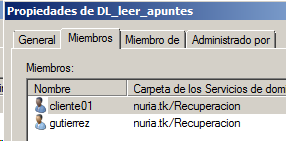 Propiedades de DL_leer_apuntes
General Miembros Miembro de Administrado por
Miembros:
Nombre Carpeta de los Servicios de dom
cliente01 nuria.tk/Recuperacion
gutierrez nuria.tk/Recuperacion